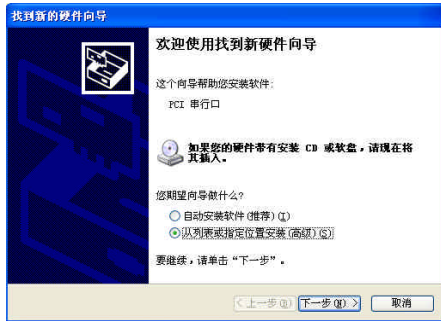 找到新的硬件向导
欢迎使用找到新硬件向导
这个向导帮助您安装软件:
PCI 串行口
如果您的硬件带有安装 CD 或软盘，请现在将
其插入。
您期望向导做什么?
自动安装软件(推荐)(I)
从列表或指定位置安装(高级)(S)
要继续，请单击“下一步”。
<上一步(B) 下一步(N)> 取消